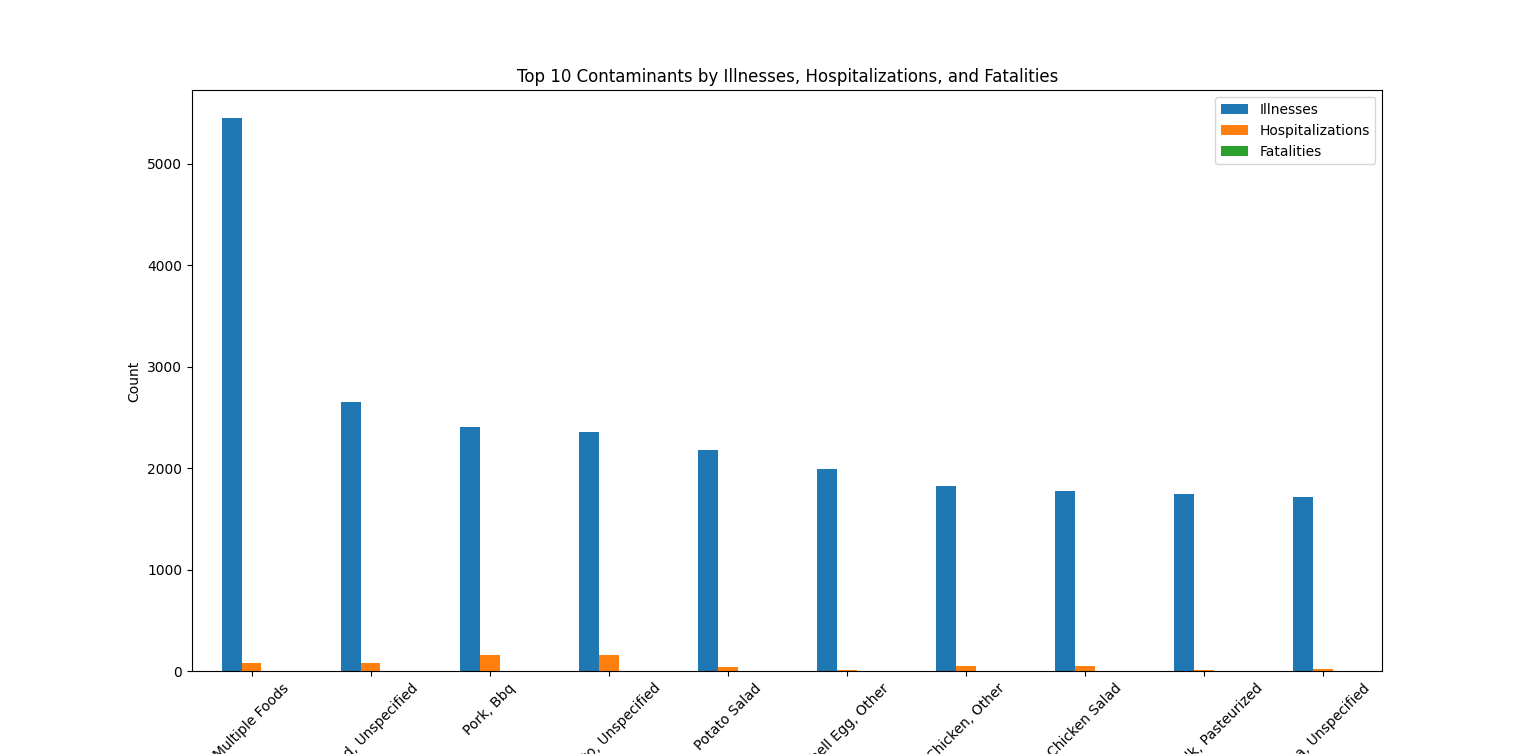 Top 10 Contaminants by Illnesses, Hospitalizations, and Fatalities
Illnesses
Hospitalizations
Fatalities
Count
5000
4000
3000
2000
1000
0
Multiple Foods
d, Unspecified
Pork, Bbq
o, Unspecified
Potato Salad
ell Egg, Other
Chicken, Other
Chicken Salad
lk, Pasteurized
a, Unspecified